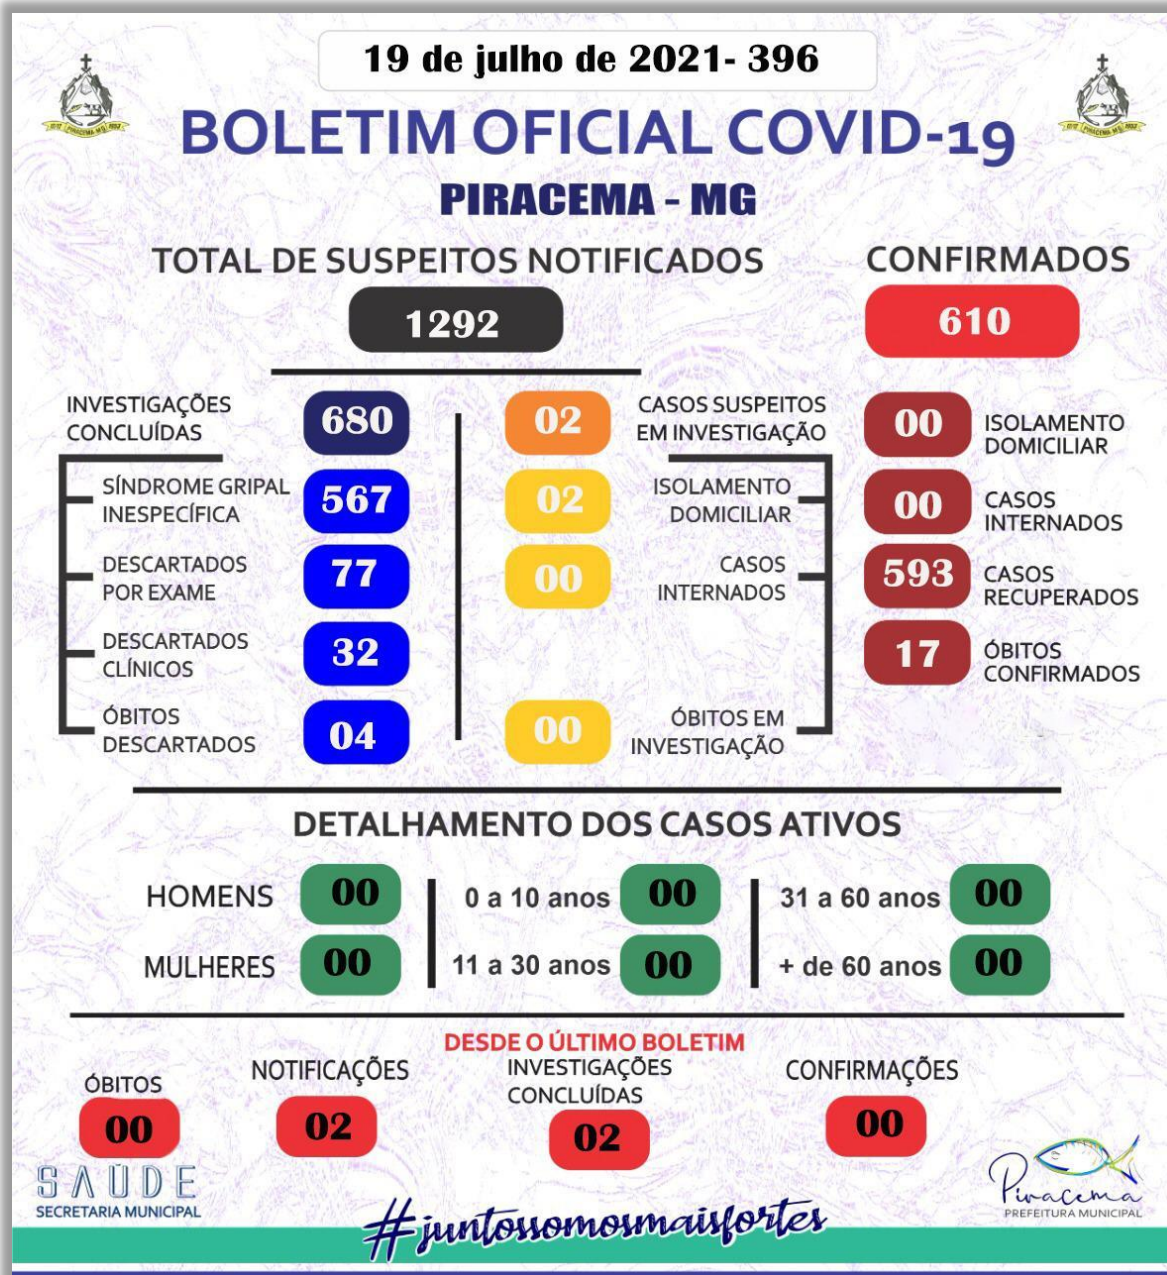 19 de julho de 2021- 396
BOLETIM OFICIAL COVID-19
PIRACEMA - MG
TOTAL DE SUSPEITOS NOTIFICADOS
1292
CONFIRMADOS
610
INVESTIGAÇÕES
CONCLUÍDAS
680
SÍNDROME GRIPAL
INESPECÍFICA
567
DESCARTADOS
POR EXAME
77
DESCARTADOS
CLÍNICOS
32
ÓBITOS
DESCARTADOS
04
02
CASOS SUSPEITOS
EM INVESTIGAÇÃO
02
ISOLAMENTO
DOMICILIAR
00
CASOS
INTERNADOS
00
ÓBITOS EM
INVESTIGAÇÃO
00
ISOLAMENTO
DOMICILIAR
00
CASOS
INTERNADOS
593
CASOS
RECUPERADOS
17
ÓBITOS
CONFIRMADOS
DETALHAMENTO DOS CASOS ATIVOS
HOMENS 00
MULHERES 00
0 a 10 anos 00
11 a 30 anos 00
31 a 60 anos 00
+ de 60 anos 00
DESDE O ÚLTIMO BOLETIM
ÓBITOS
00
NOTIFICAÇÕES
02
INVESTIGAÇÕES
CONCLUÍDAS
02
CONFIRMAÇÕES
00
SAÚDE
SECRETARIA MUNICIPAL
#juntossomosmaisfortes
Piracema
PREFEITURA MUNICIPAL